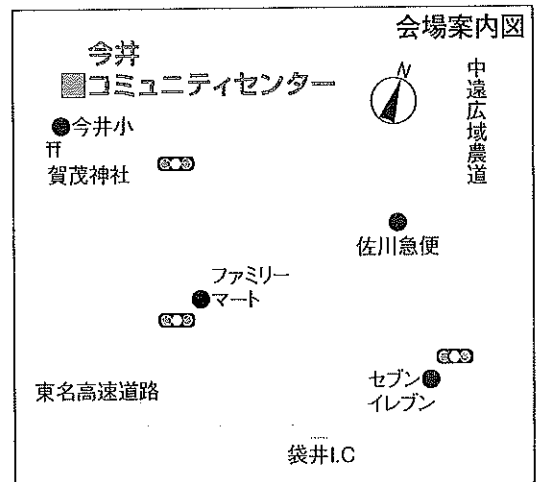 会場案内図
今井
コミュニティセンター
N
中遠広域農道
今井小
賀茂神社
佐川急便
ファミリー
マート
東名高速道路
セブン
イレブン
袋井I.C